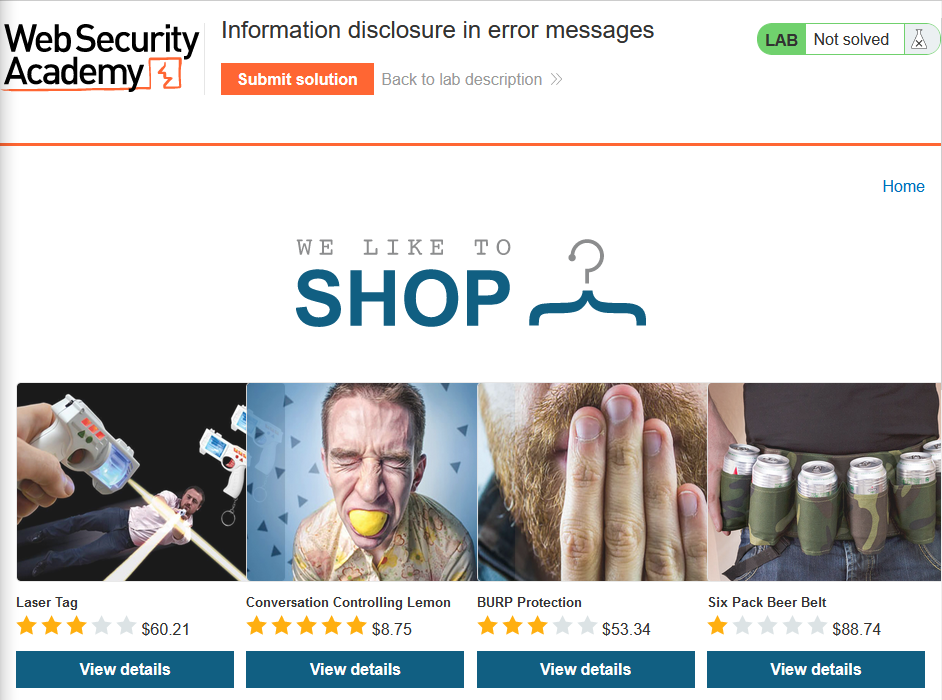 Web Security
Academy
Information disclosure in error messages
LAB Not solved
Submit solution Back to lab description
Home
WE LIKE TO
SHOP
Laser Tag Conversation Controlling Lemon BURP Protection Six Pack Beer Belt
$60.21 $8.75 $53.34 $88.74
View details View details View details View details